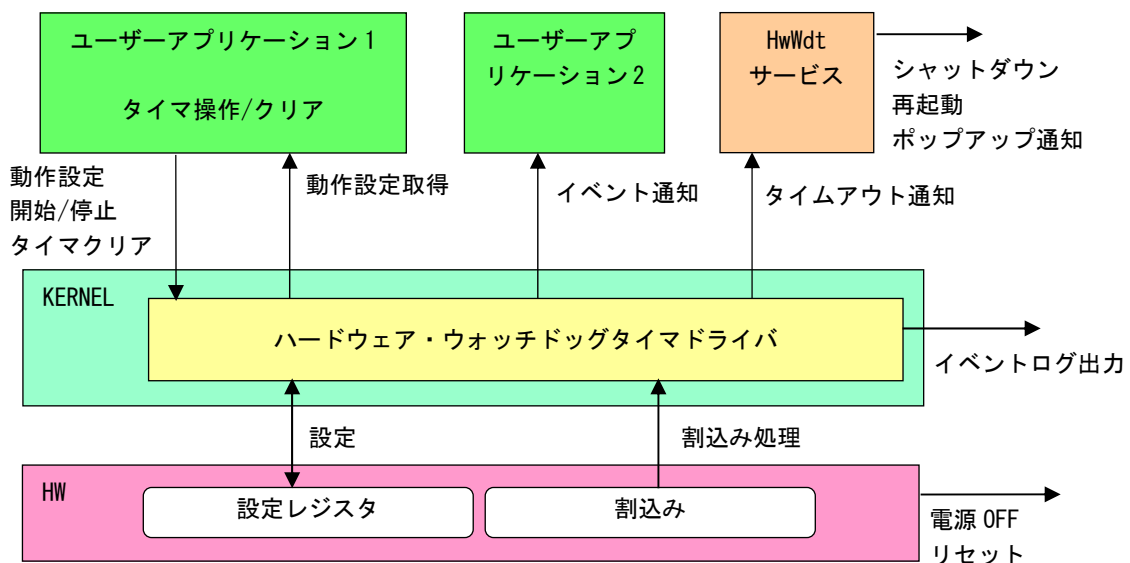 ユーザーアプリケーション1
タイマ操作/クリア
ユーザーアプ
リケーション2
HwWdt
サービス
シャットダウン
再起動
ポップアップ通知
動作設定
開始/停止
タイマクリア
動作設定取得
イベント通知
タイムアウト通知
KERNEL
ハードウェア・ウォッチドッグタイマドライバ
イベントログ出力
設定
割込み処理
HW
設定レジスタ
割込み
電源OFF
リセット